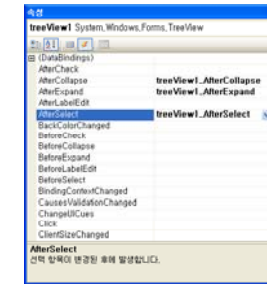 속성
treeView1 System.Windows.Forms.TreeView
(DataBindings)
AfterCheck
AfterCollapse treeView1_AfterCollapse
AfterExpand treeView1_AfterExpand
AfterLabelEdit
AfterSelect treeView1_AfterSelect
BackColorChanged
BeforeCheck
BeforeCollapse
BeforeExpand
BeforeLabelEdit
BeforeSelect
BindingContextChanged
CausesValidationChanged
ChangeUICues
Click
ClientSizeChanged
AfterSelect
선택 항목이 변경된 후에 발생합니다.